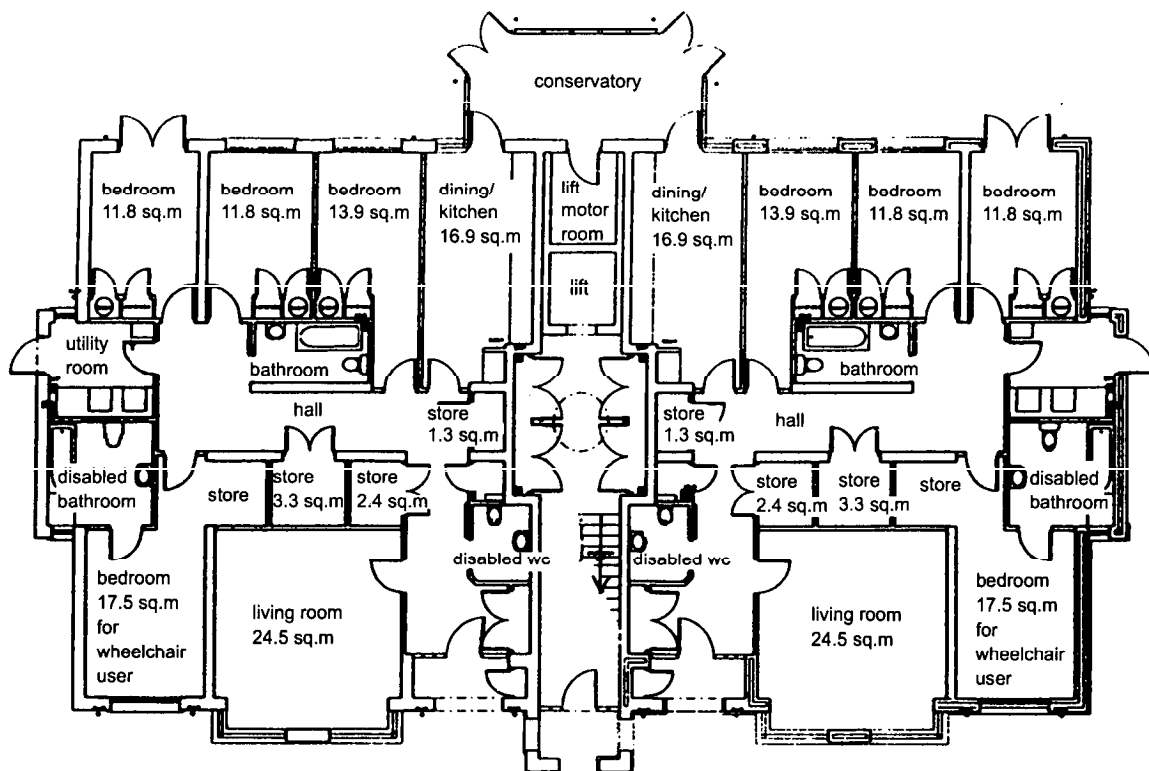 conservatory
bedroom
11.8 sq.m
bedroom
11.8 sq.m
bedroom
13.9 sq.m
dining/
kitchen
16.9 sq.m
lift
motor
room
dining/
kitchen
16.9 sq.m
bedroom
13.9 sq.m
bedroom
11.8 sq.m
bedroom
11.8 sq.m
lift
utility
room
bathroom
bathroom
hall
store
1.3 sq.m
store
1.3 sq.m
hall
disabled
bathroom
store
store
3.3 sq.m
store
2.4 sq.m
store
2.4 sq.m
store
3.3 sq.m
store
disabled
bathroom
disabled wc
disabled wc
bedroom
17.5 sq.m
for
wheelchair
user
living room
24.5 sq.m
living room
24.5 sq.m
bedroom
17.5 sq.m
for
wheelchair
user